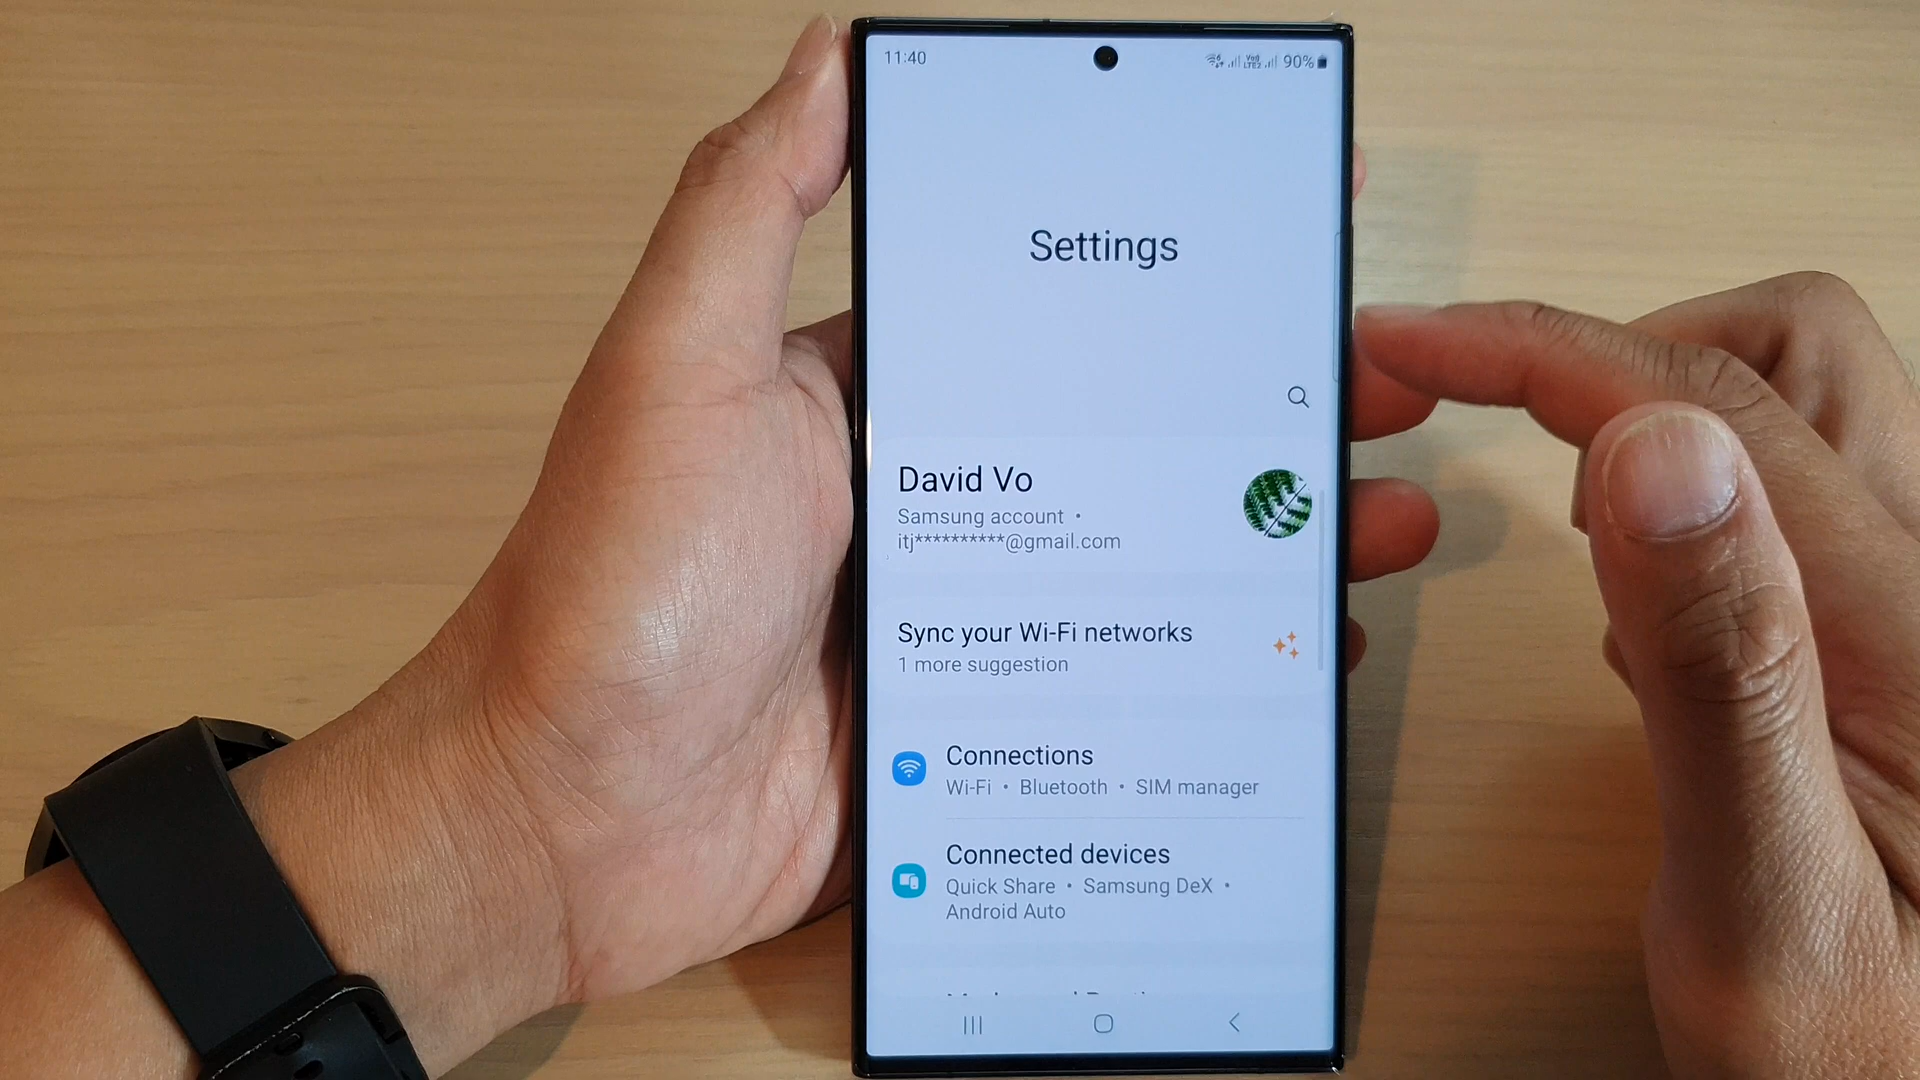 11:40
90%
Settings
David Vo
Samsung account •
itj**********@gmail.com
Sync your Wi-Fi networks
1 more suggestion
Connections
Wi-Fi • Bluetooth • SIM manager
Connected devices
Quick Share • Samsung DeX •
Android Auto